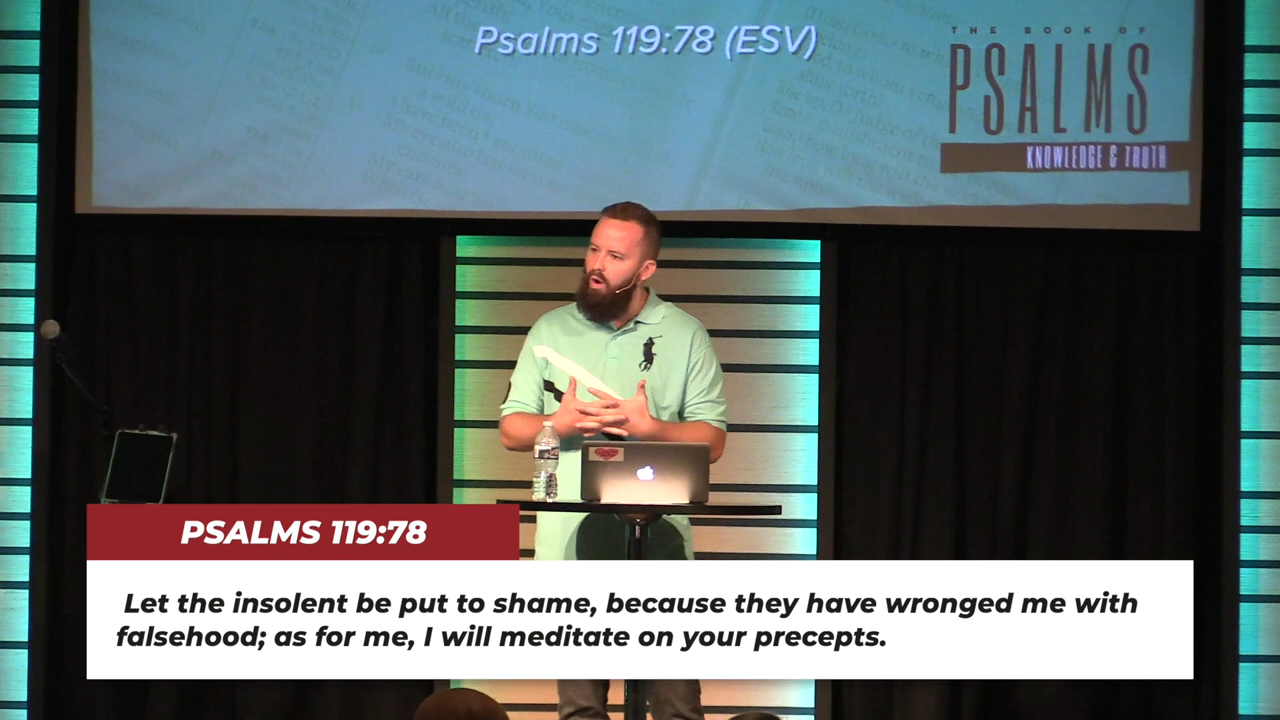 Psalms 119:78 (ESV)
THE BOOK OF
PSALMS
KNOWLEDGE & TRUTH
PSALMS 119:78
Let the insolent be put to shame, because they have wronged me with
falsehood; as for me, I will meditate on your precepts.